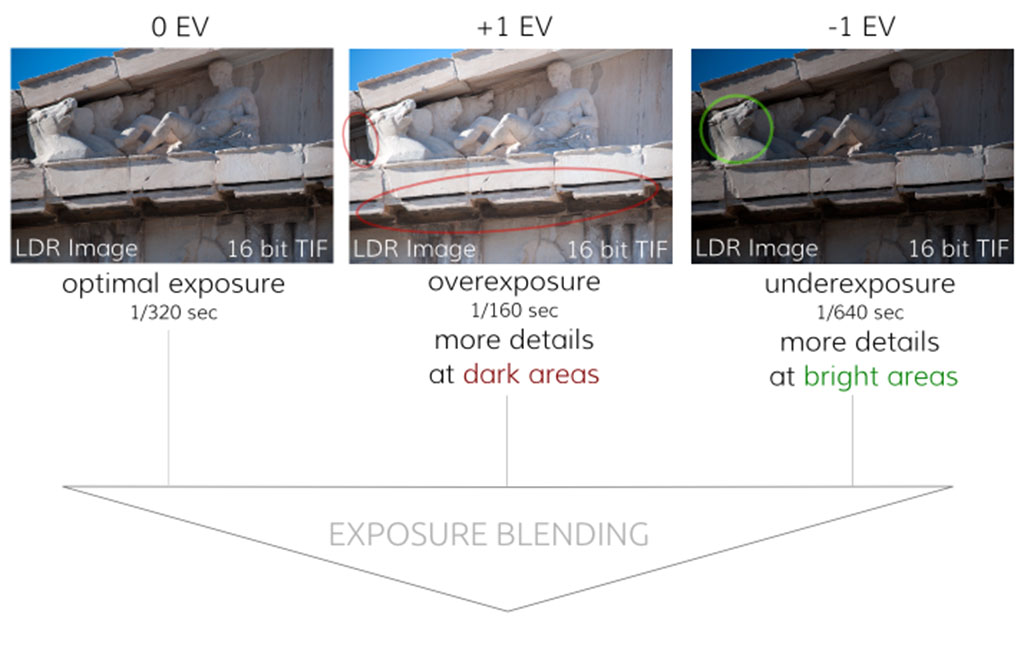 0 EV
+1 EV
-1 EV
LDR Image
16 bit TIF
LDR Image
16 bit TIF
LDR Image
16 bit TIF
optimal exposure
1/320 sec
overexposure
1/160 sec
more details
at dark areas
underexposure
1/640 sec
more details
at bright areas
EXPOSURE BLENDING